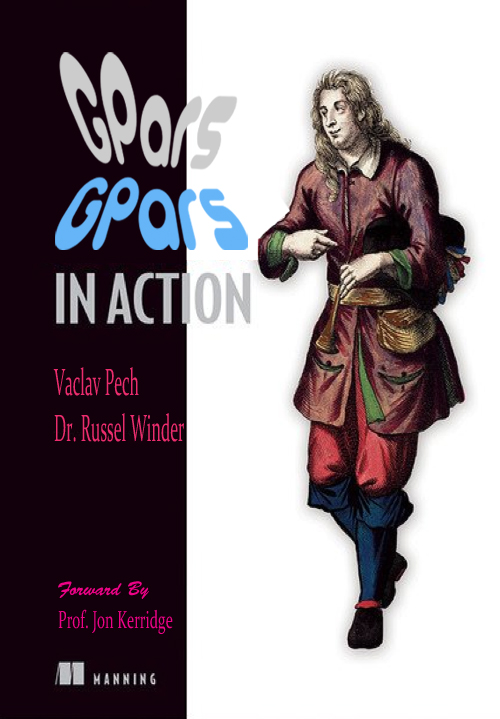 GPars
GPars
IN ACTION
Vaclav Pech
Dr. Russel Winder
Forward By
Prof. Jon Kerridge
MANNING